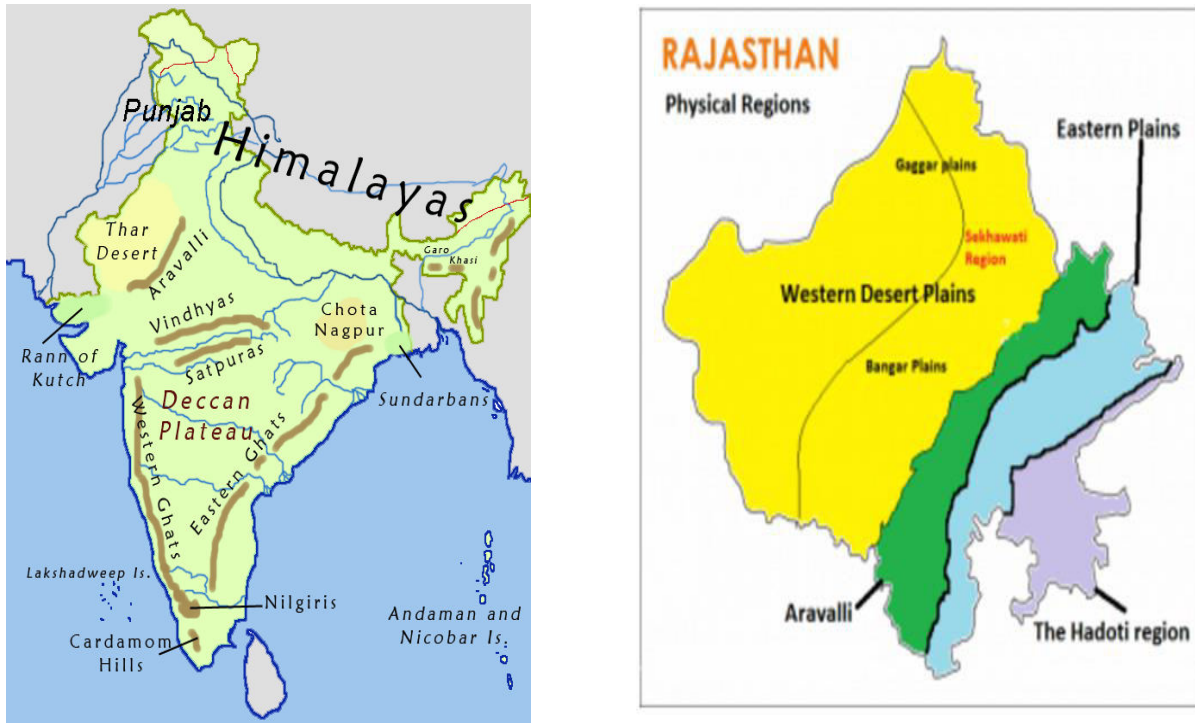 Punjab
Himalayas
Thar
Desert
Aravalli
Garo
Khasi
Vindhyas
Chota
Nagpur
Rann of
Kutch
Satpuras
Sundarbans
Deccan
Plateau
Western Ghats
Eastern Ghats
Lakshadweep Is.
Nilgiris
Andaman and
Nicobar Is.
Cardamom
Hills
RAJASTHAN
Physical Regions
Eastern Plains
Gaggar plains
Sekhawati
Region
Western Desert Plains
Bangar Plains
Aravalli
The Hadoti region